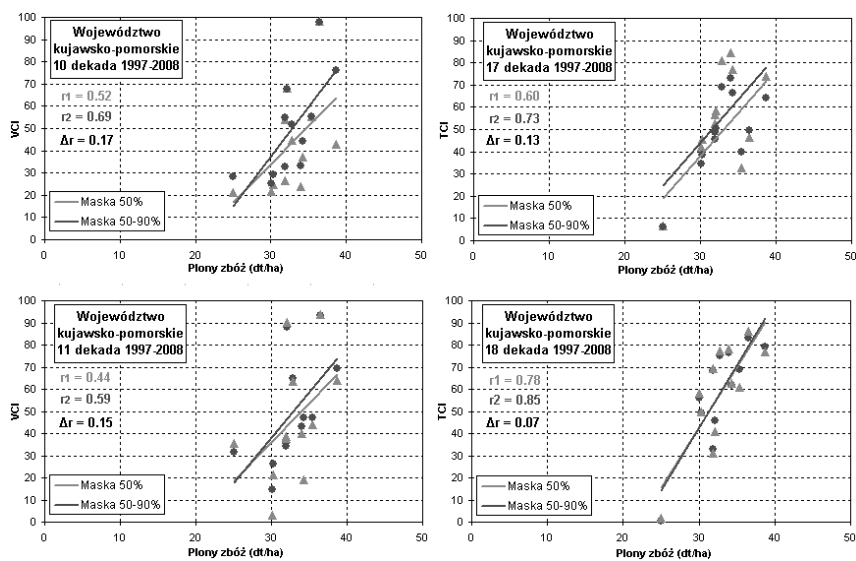 Województwo
kujawsko-pomorskie
10 dekada 1997-2008
r1 = 0.52
r2 = 0.69
Δr = 0.17
Maska 50%
Maska 50-90%
VCI
100
90
80
70
60
50
40
30
20
10
0
0 10 20 30 40 50
Plony zbóż (dt/ha)
Województwo
kujawsko-pomorskie
17 dekada 1997-2008
r1 = 0.60
r2 = 0.73
Δr = 0.13
Maska 50%
Maska 50-90%
TCI
100
90
80
70
60
50
40
30
20
10
0
0 10 20 30 40 50
Plony zbóż (dt/ha)
Województwo
kujawsko-pomorskie
11 dekada 1997-2008
r1 = 0.44
r2 = 0.59
Δr = 0.15
Maska 50%
Maska 50-90%
VCI
100
90
80
70
60
50
40
30
20
10
0
0 10 20 30 40 50
Plony zbóż (dt/ha)
Województwo
kujawsko-pomorskie
18 dekada 1997-2008
r1 = 0.78
r2 = 0.85
Δr = 0.07
Maska 50%
Maska 50-90%
TCI
100
90
80
70
60
50
40
30
20
10
0
0 10 20 30 40 50
Plony zbóż (dt/ha)